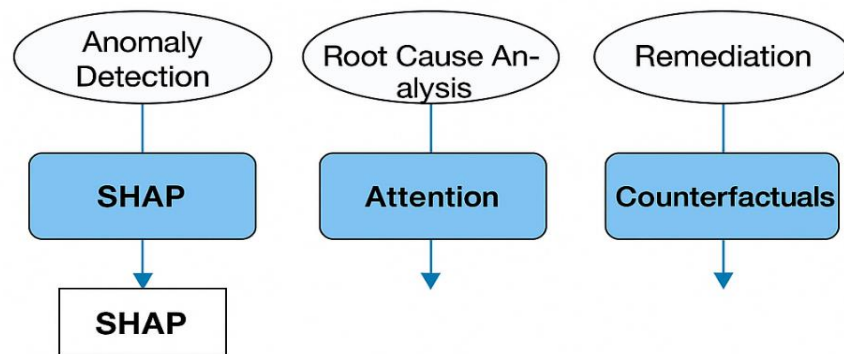 Anomaly
Detection
Root Cause An-
alysis
Remediation
SHAP
Attention
Counterfactuals
SHAP